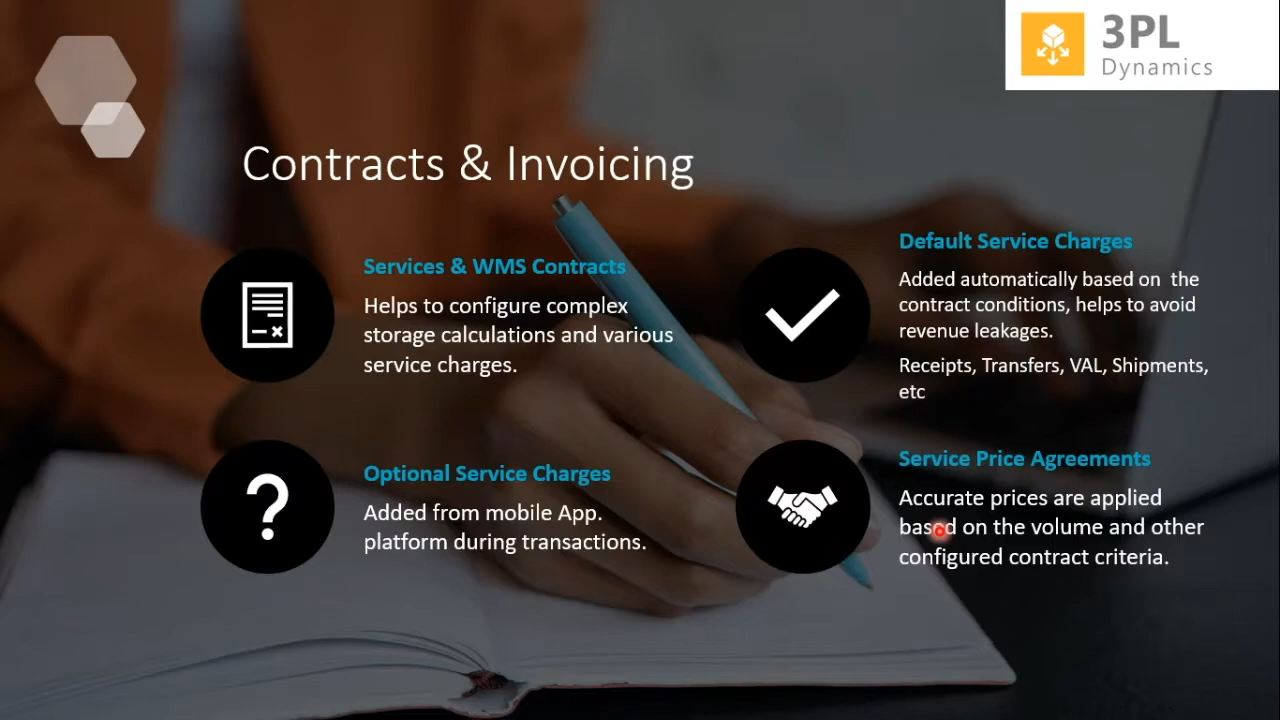 3PL
Dynamics
Contracts & Invoicing
Services & WMS Contracts
Helps to configure complex
storage calculations and various
service charges.
Default Service Charges
Added automatically based on  the
contract conditions, helps to avoid
revenue leakages.
Receipts, Transfers, VAL, Shipments,
etc
Optional Service Charges
Added from mobile App.
platform during transactions.
Service Price Agreements
Accurate prices are applied
based on the volume and other
configured contract criteria.